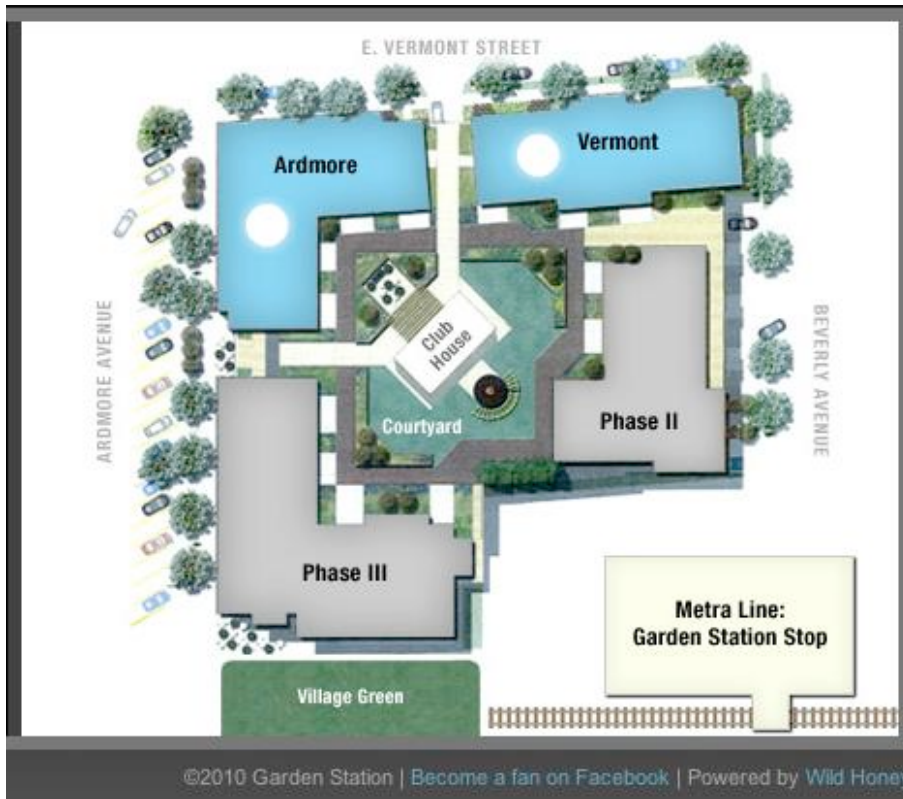 E. VERMONT STREET
Ardmore
Vermont
ARDMORE AVENUE
BEVERLY AVENUE
Club
House
Courtyard
Phase II
Phase III
Metra Line:
Garden Station Stop
Village Green
©2010 Garden Station | Become a fan on Facebook | Powered by Wild Honey